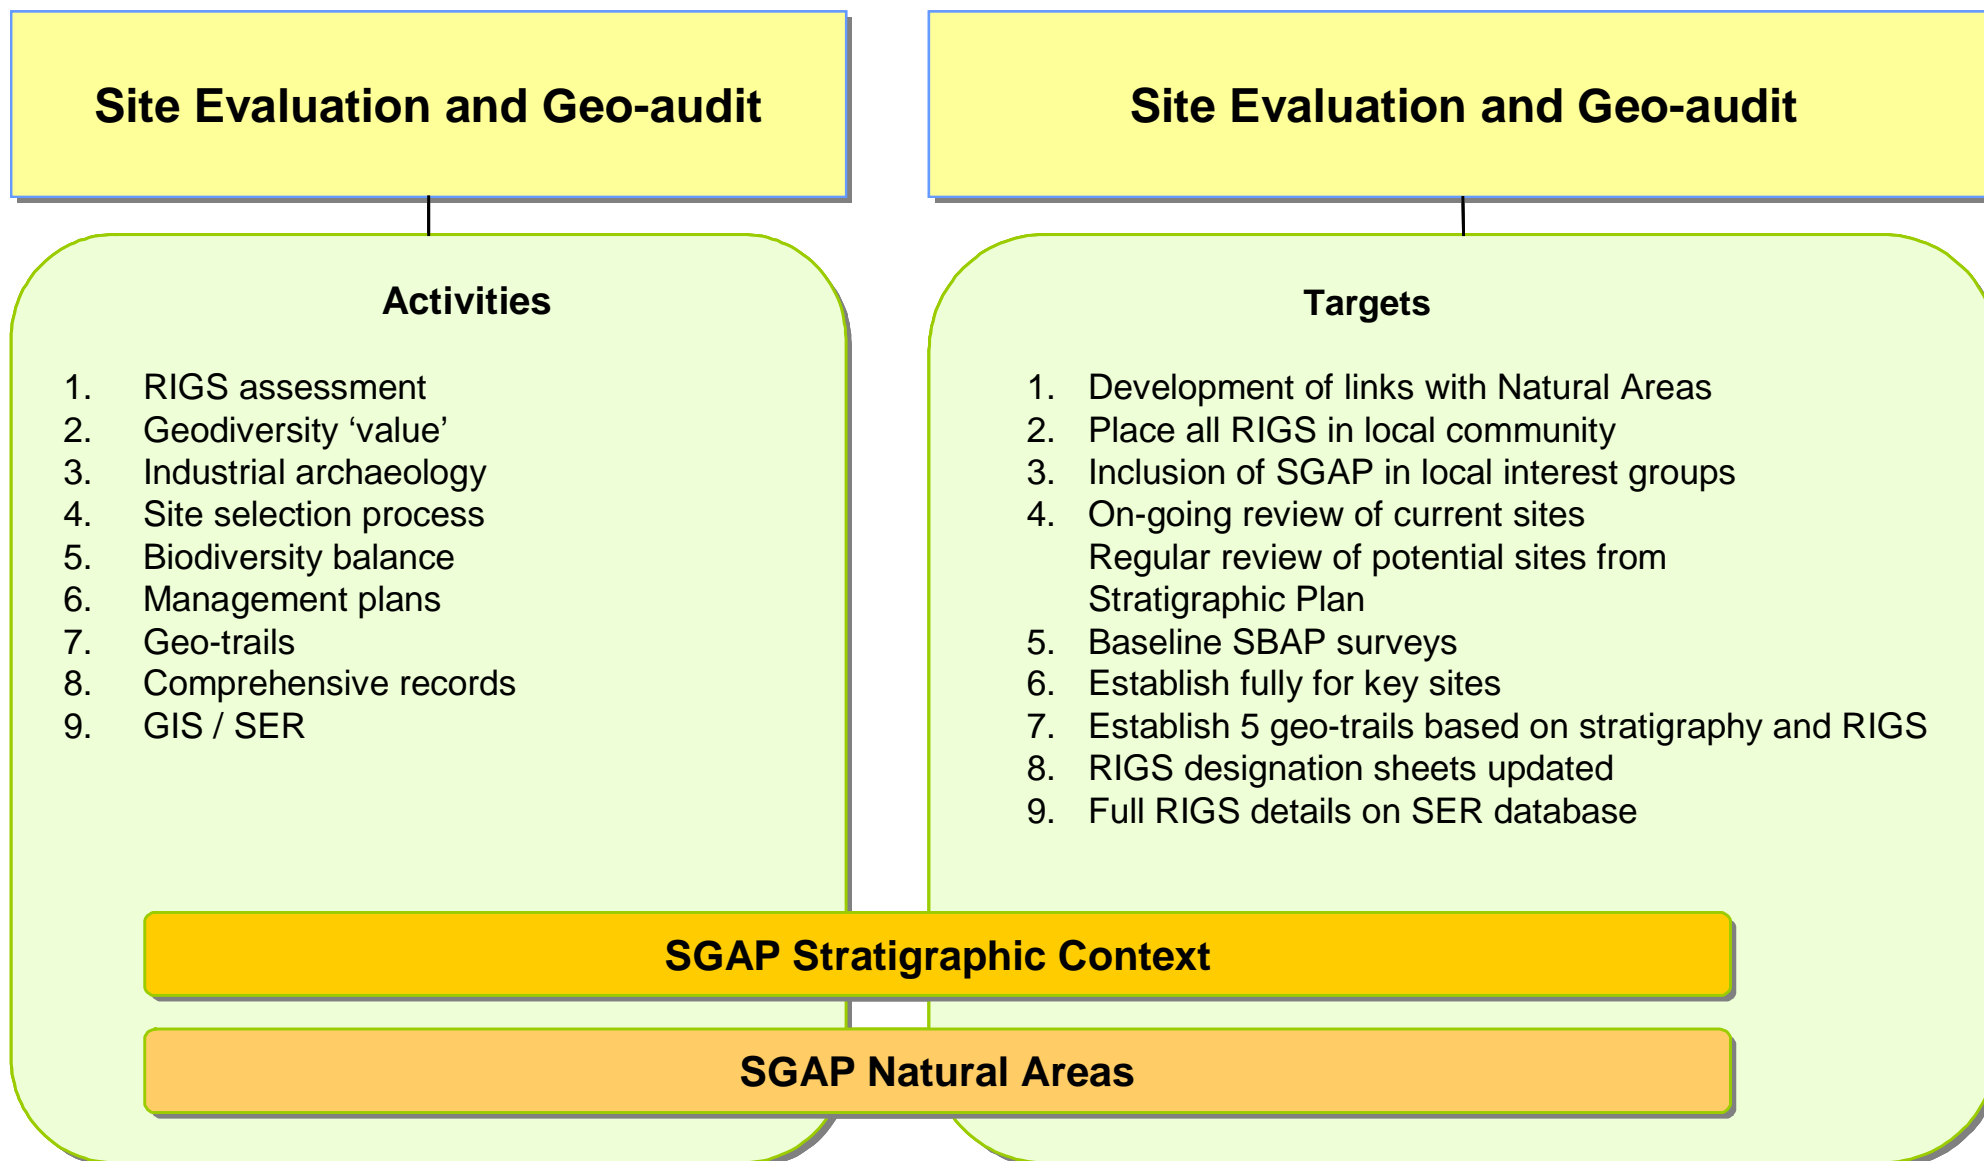 Site Evaluation and Geo-audit
Activities
1. RIGS assessment
2. Geodiversity ‘value’
3. Industrial archaeology
4. Site selection process
5. Biodiversity balance
6. Management plans
7. Geo-trails
8. Comprehensive records
9. GIS / SER
Site Evaluation and Geo-audit
Targets
1. Development of links with Natural Areas
2. Place all RIGS in local community
3. Inclusion of SGAP in local interest groups
4. On-going review of current sites
Regular review of potential sites from
Stratigraphic Plan
5. Baseline SBAP surveys
6. Establish fully for key sites
7. Establish 5 geo-trails based on stratigraphy and RIGS
8. RIGS designation sheets updated
9. Full RIGS details on SER database
SGAP Stratigraphic Context
SGAP Natural Areas